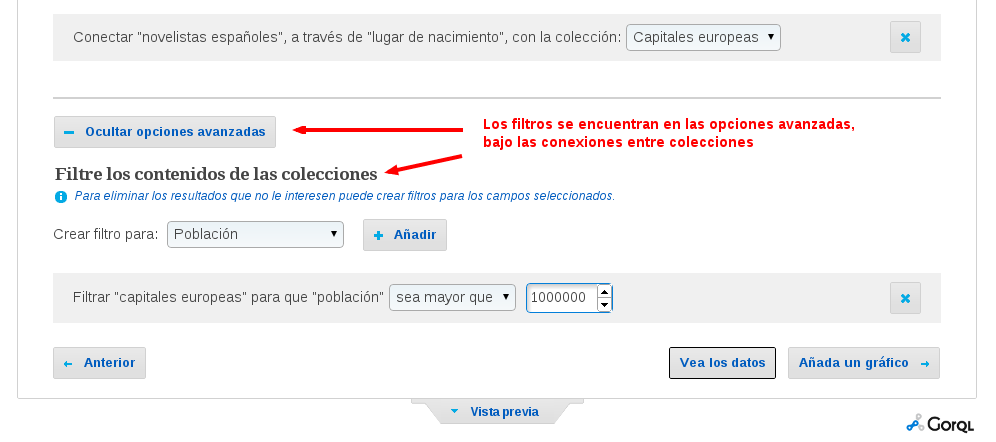 Conectar "novelistas españoles", a través de "lugar de nacimiento", con la colección: Capitales europeas
Ocultar opciones avanzadas
Los filtros se encuentran en las opciones avanzadas,
bajo las conexiones entre colecciones
Filtre los contenidos de las colecciones
Para eliminar los resultados que no le interesen puede crear filtros para los campos seleccionados.
Crear filtro para: Población Añadir
Filtrar "capitales europeas" para que "población" sea mayor que 1000000
Anterior Vea los datos Añada un gráfico
Vista previa
GorQL